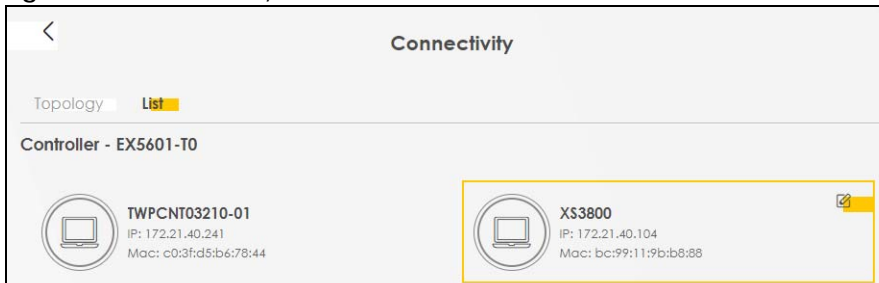 Connectivity
Topology List
Controller - EX5601-T0
TWPCNT03210-01
IP: 172.21.40.241
Mac: c0:3f:d5:b6:78:44
XS3800
IP: 172.21.40.104
Mac: bc:99:11:9b:b8:88